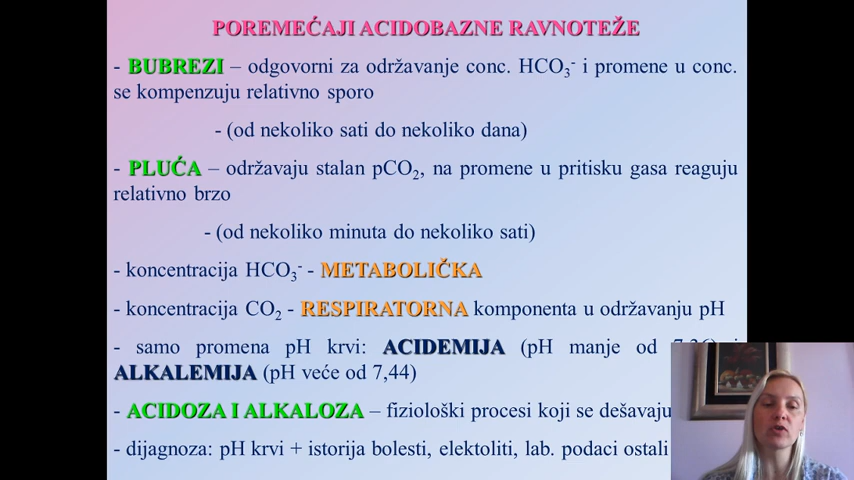 POREMEĆAJI ACIDOBAZNE RAVNOTEŽE
- BUBREZI – odgovorni za održavanje conc. HCO3- i promene u conc.
se kompenzuju relativno sporo
- (od nekoliko sati do nekoliko dana)
- PLUĆA – održavaju stalan pCO2, na promene u pritisku gasa reaguju
relativno brzo
- (od nekoliko minuta do nekoliko sati)
- koncentracija HCO3- - METABOLIČKA
- koncentracija CO2 - RESPIRATORNA komponenta u održavanju pH
- samo promena pH krvi: ACIDEMIJA (pH manje od
ALKALEMIJA (pH veće od 7,44)
- ACIDOZA I ALKALOZA – fiziološki procesi koji se dešavaju
- dijagnoza: pH krvi + istorija bolesti, elektoliti, lab. podaci ostali